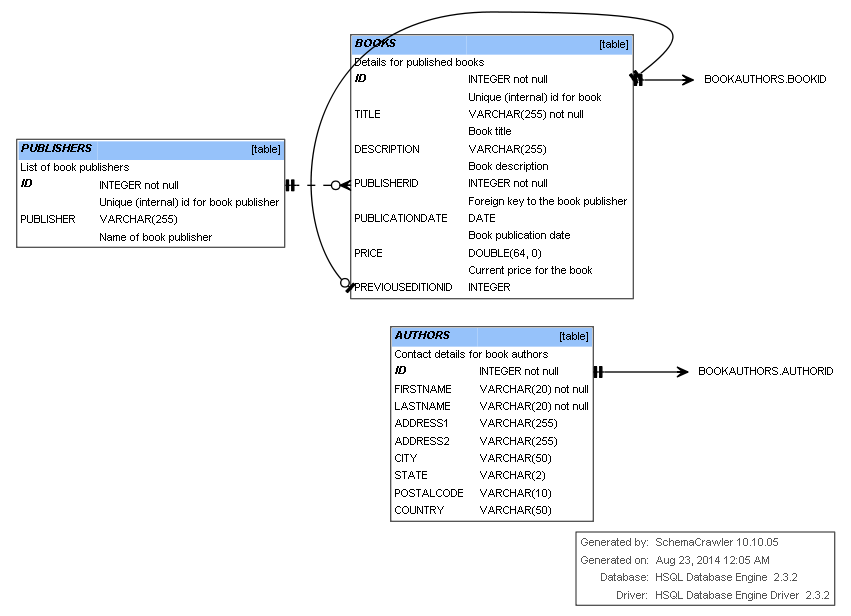 BOOKS [table]
Details for published books
ID INTEGER not null
Unique (internal) id for book
TITLE VARCHAR(255) not null
Book title
DESCRIPTION VARCHAR(255)
Book description
PUBLISHERID INTEGER not null
Foreign key to the book publisher
PUBLICATIONDATE DATE
Book publication date
PRICE DOUBLE(64, 0)
Current price for the book
PREVIOUSEDITIONID INTEGER
BOOKAUTHORS.BOOKID
PUBLISHERS [table]
List of book publishers
ID INTEGER not null
Unique (internal) id for book publisher
PUBLISHER VARCHAR(255)
Name of book publisher
AUTHORS [table]
Contact details for book authors
ID INTEGER not null
FIRSTNAME VARCHAR(20) not null
LASTNAME VARCHAR(20) not null
ADDRESS1 VARCHAR(255)
ADDRESS2 VARCHAR(255)
CITY VARCHAR(50)
STATE VARCHAR(2)
POSTALCODE VARCHAR(10)
COUNTRY VARCHAR(50)
BOOKAUTHORS.AUTHORID
Generated by: SchemaCrawler 10.10.05
Generated on: Aug 23, 2014 12:05 AM
Database: HSQL Database Engine 2.3.2
Driver: HSQL Database Engine Driver 2.3.2